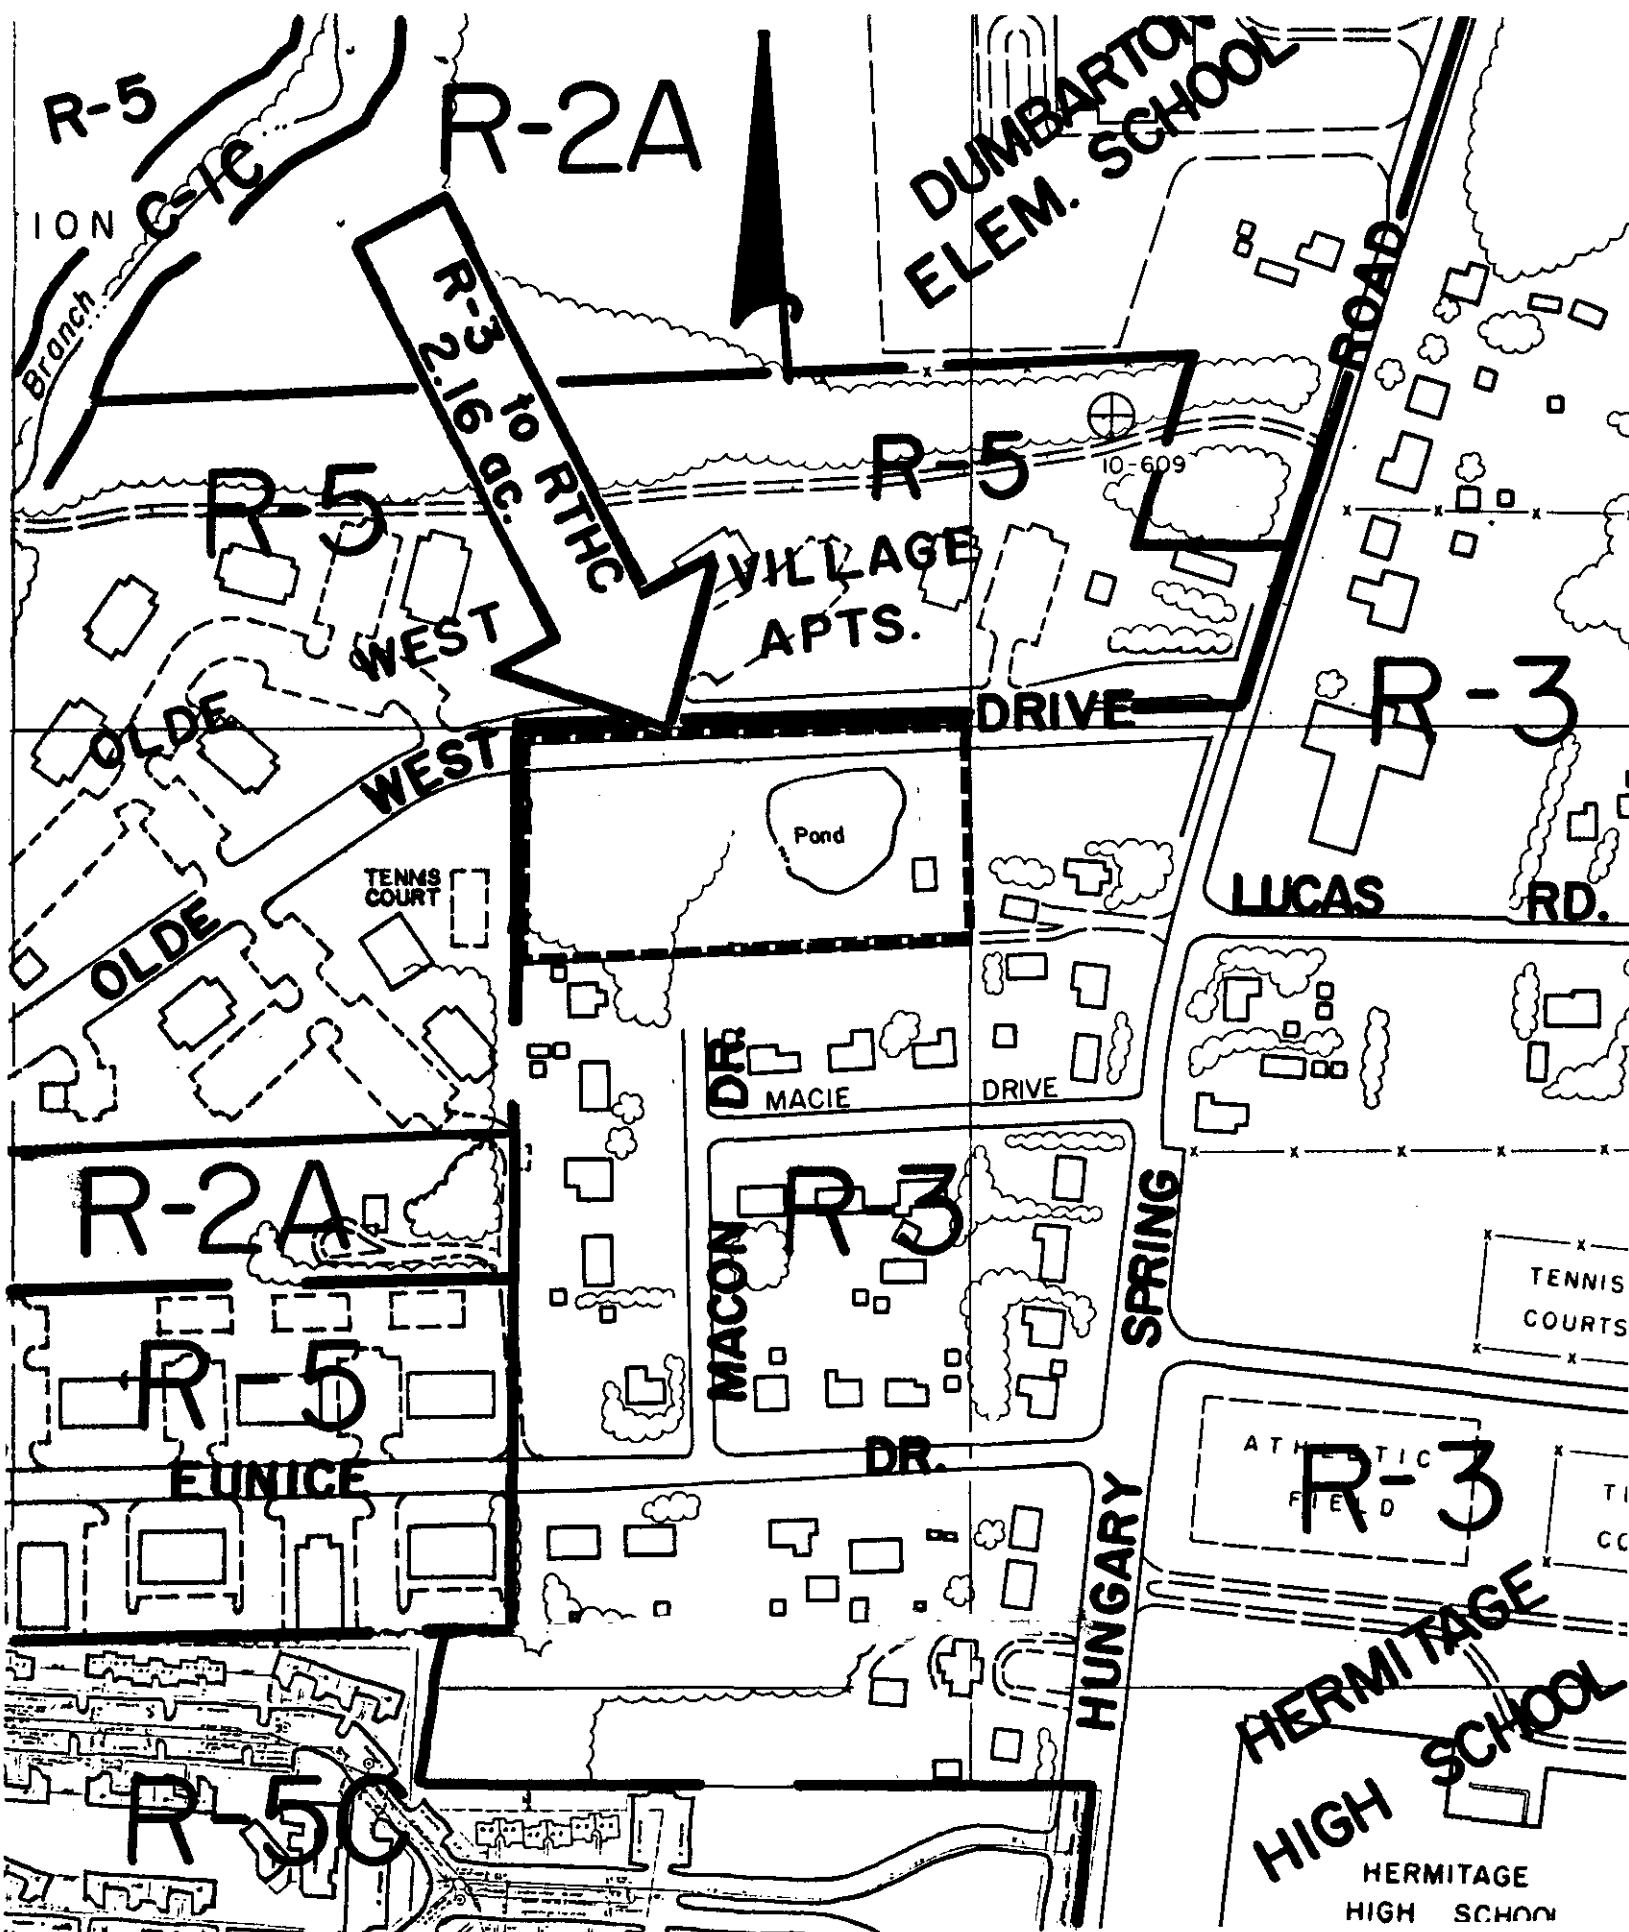 R-5
R-2A
DUMBARTON
ELEM. SCHOOL
C-1C
ION
Branch
R-3 to RTHC
2.16 ac.
ROAD
R-5
R-5
10-609
VILLAGE
APTS.
WEST
OLDE
R-3
DRIVE
WEST
OLDE
Pond
TENNIS
COURT
LUCAS RD.
MACIE DRIVE
MACON DR.
R-2A
R-3
SPRING
TENNIS
COURTS
R-5
EUNICE DR.
ATHLETIC
FIELD
R-3
HUNGARY
HERMITAGE
HIGH SCHOOL
R-5C
HERMITAGE
HIGH SCHOOL